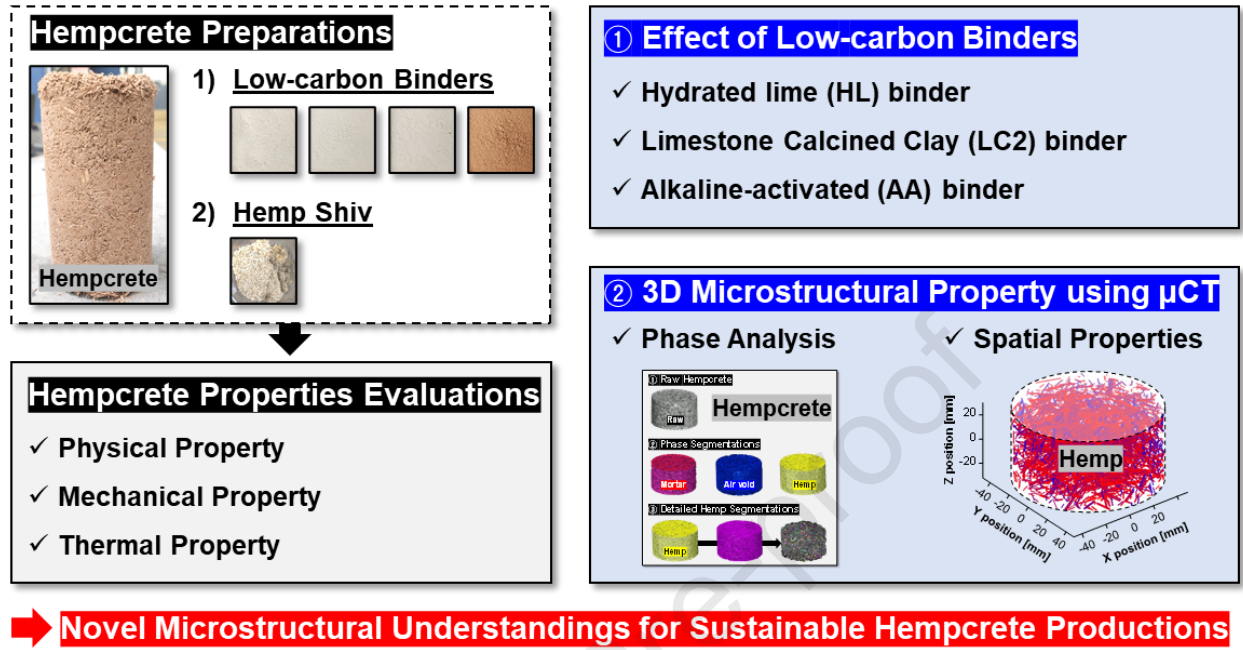 Hempcrete Preparations
1) Low-carbon Binders
2) Hemp Shiv
Hempcrete
Hempcrete Properties Evaluations
✓ Physical Property
✓ Mechanical Property
✓ Thermal Property
① Effect of Low-carbon Binders
✓ Hydrated lime (HL) binder
✓ Limestone Calcined Clay (LC2) binder
✓ Alkaline-activated (AA) binder
② 3D Microstructural Property using µCT
✓ Phase Analysis
① Raw Hempcrete
Raw
Hempcrete
② Phase Segmentations
Mortar Air void Hemp
③ Detailed Hemp Segmentations
Hemp
✓ Spatial Properties
Z position [mm]
20
0
-20
Hemp
-40 -20 0 20 40
Y position [mm]
-40 -20 0 20
X position [mm]
e-proof
Novel Microstructural Understandings for Sustainable Hempcrete Productions